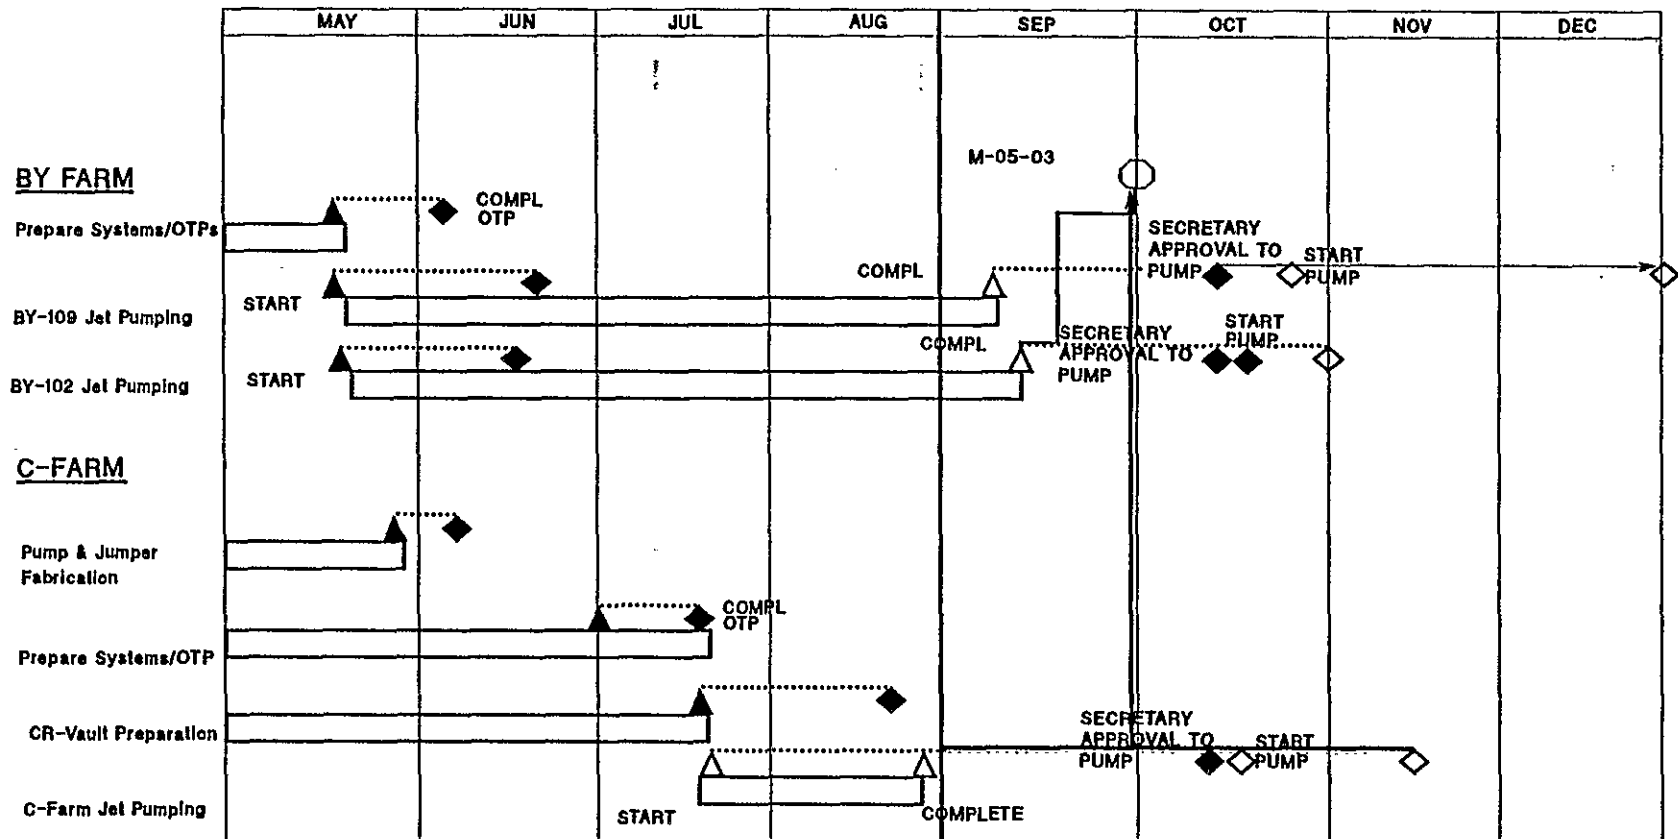 MAY JUN JUL AUG SEP OCT NOV DEC
M-05-03
BY FARM
COMPL
OTP
Prepare Systems/OTPs
SECRETARY
APPROVAL TO
PUMP
START
PUMP
COMPL
START
BY-109 Jet Pumping
START
PUMP
COMPL
SECRETARY
APPROVAL TO
PUMP
START
BY-102 Jet Pumping
C-FARM
Pump & Jumper
Fabrication
COMPL
OTP
Prepare Systems/OTP
CR-Vault Preparation
SECRETARY
APPROVAL TO
PUMP
START
PUMP
C-Farm Jet Pumping
START
COMPLETE